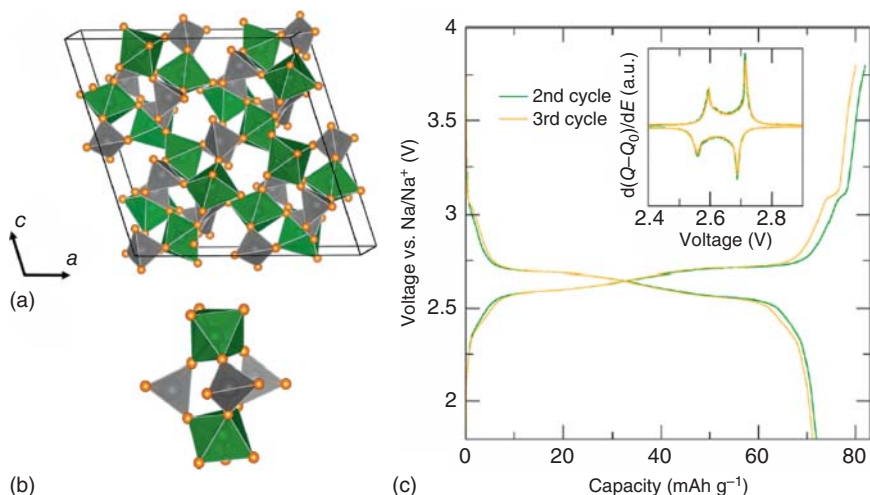 c
a
(a)
(b)
(c)
Voltage vs. Na/Na⁺ (V)
4
3.5
3
2.5
2
0
20
40
60
80
Capacity (mAh g⁻¹)
2nd cycle
3rd cycle
d(Q–Q₀)/dE (a.u.)
2.4
2.6
2.8
Voltage (V)